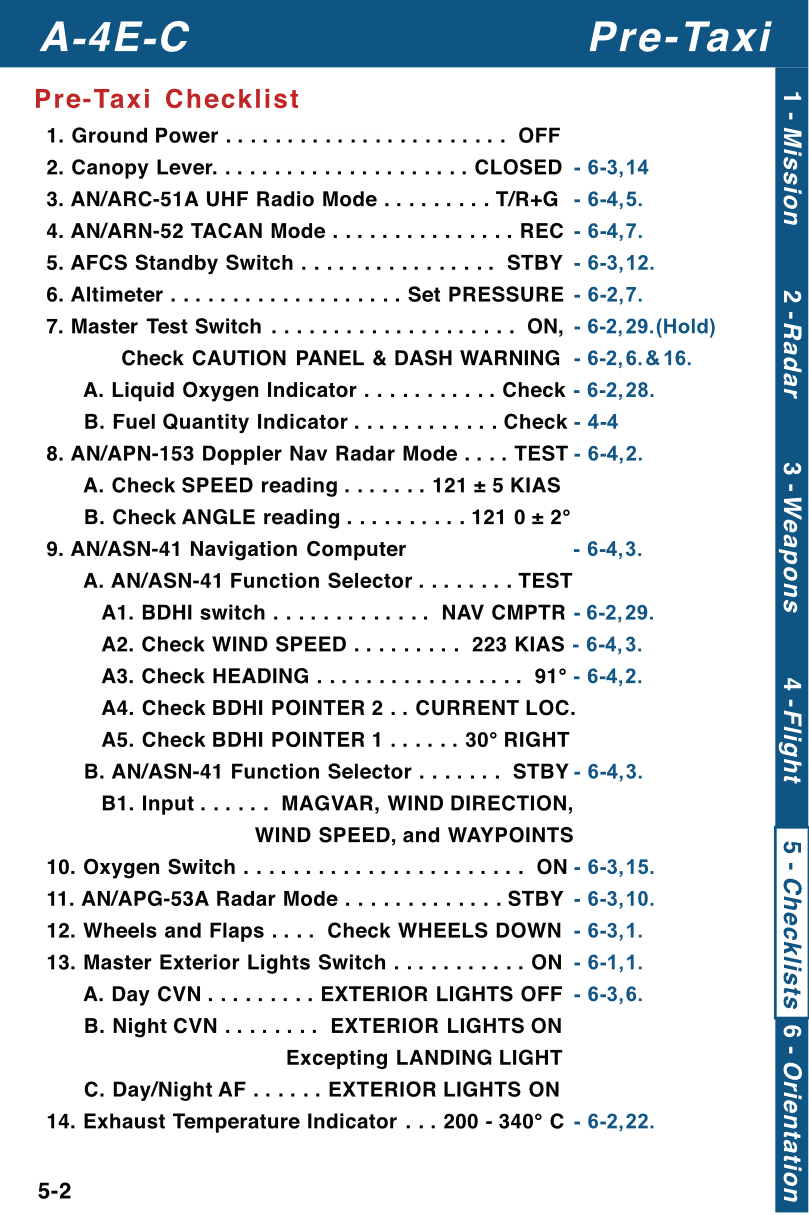 A-4E-C Pre-Taxi
Pre-Taxi Checklist
1. Ground Power . . . . . . . . . . . . . . . . . . . . . . . OFF
2. Canopy Lever. . . . . . . . . . . . . . . . . . . . . CLOSED - 6-3,14
3. AN/ARC-51A UHF Radio Mode . . . . . . . . . T/R+G - 6-4,5.
4. AN/ARN-52 TACAN Mode . . . . . . . . . . . . . . . REC - 6-4,7.
5. AFCS Standby Switch . . . . . . . . . . . . . . . . STBY - 6-3,12.
6. Altimeter . . . . . . . . . . . . . . . . . . . Set PRESSURE - 6-2,7.
7. Master Test Switch . . . . . . . . . . . . . . . . . . . . ON, - 6-2,29.(Hold)
Check CAUTION PANEL & DASH WARNING - 6-2,6.&16.
A. Liquid Oxygen Indicator . . . . . . . . . . . Check - 6-2,28.
B. Fuel Quantity Indicator . . . . . . . . . . . . Check - 4-4
8. AN/APN-153 Doppler Nav Radar Mode . . . . TEST - 6-4,2.
A. Check SPEED reading . . . . . . . 121 ± 5 KIAS
B. Check ANGLE reading . . . . . . . . . . 121 0 ± 2°
9. AN/ASN-41 Navigation Computer - 6-4,3.
A. AN/ASN-41 Function Selector . . . . . . . . TEST
A1. BDHI switch . . . . . . . . . . . . . NAV CMPTR - 6-2,29.
A2. Check WIND SPEED . . . . . . . . . 223 KIAS - 6-4,3.
A3. Check HEADING . . . . . . . . . . . . . . . . . 91° - 6-4,2.
A4. Check BDHI POINTER 2 . . CURRENT LOC.
A5. Check BDHI POINTER 1 . . . . . . 30° RIGHT
B. AN/ASN-41 Function Selector . . . . . . . STBY - 6-4,3.
B1. Input . . . . . . MAGVAR, WIND DIRECTION,
WIND SPEED, and WAYPOINTS
10. Oxygen Switch . . . . . . . . . . . . . . . . . . . . . . . ON - 6-3,15.
11. AN/APG-53A Radar Mode . . . . . . . . . . . . . STBY - 6-3,10.
12. Wheels and Flaps . . . . Check WHEELS DOWN - 6-3,1.
13. Master Exterior Lights Switch . . . . . . . . . . . ON - 6-1,1.
A. Day CVN . . . . . . . . . EXTERIOR LIGHTS OFF - 6-3,6.
B. Night CVN . . . . . . . . EXTERIOR LIGHTS ON
Excepting LANDING LIGHT
C. Day/Night AF . . . . . . EXTERIOR LIGHTS ON
14. Exhaust Temperature Indicator . . . 200 - 340° C - 6-2,22.
5-2
1 - Mission
2 - Radar
3 - Weapons
4 - Flight
5 - Checklists
6 - Orientation